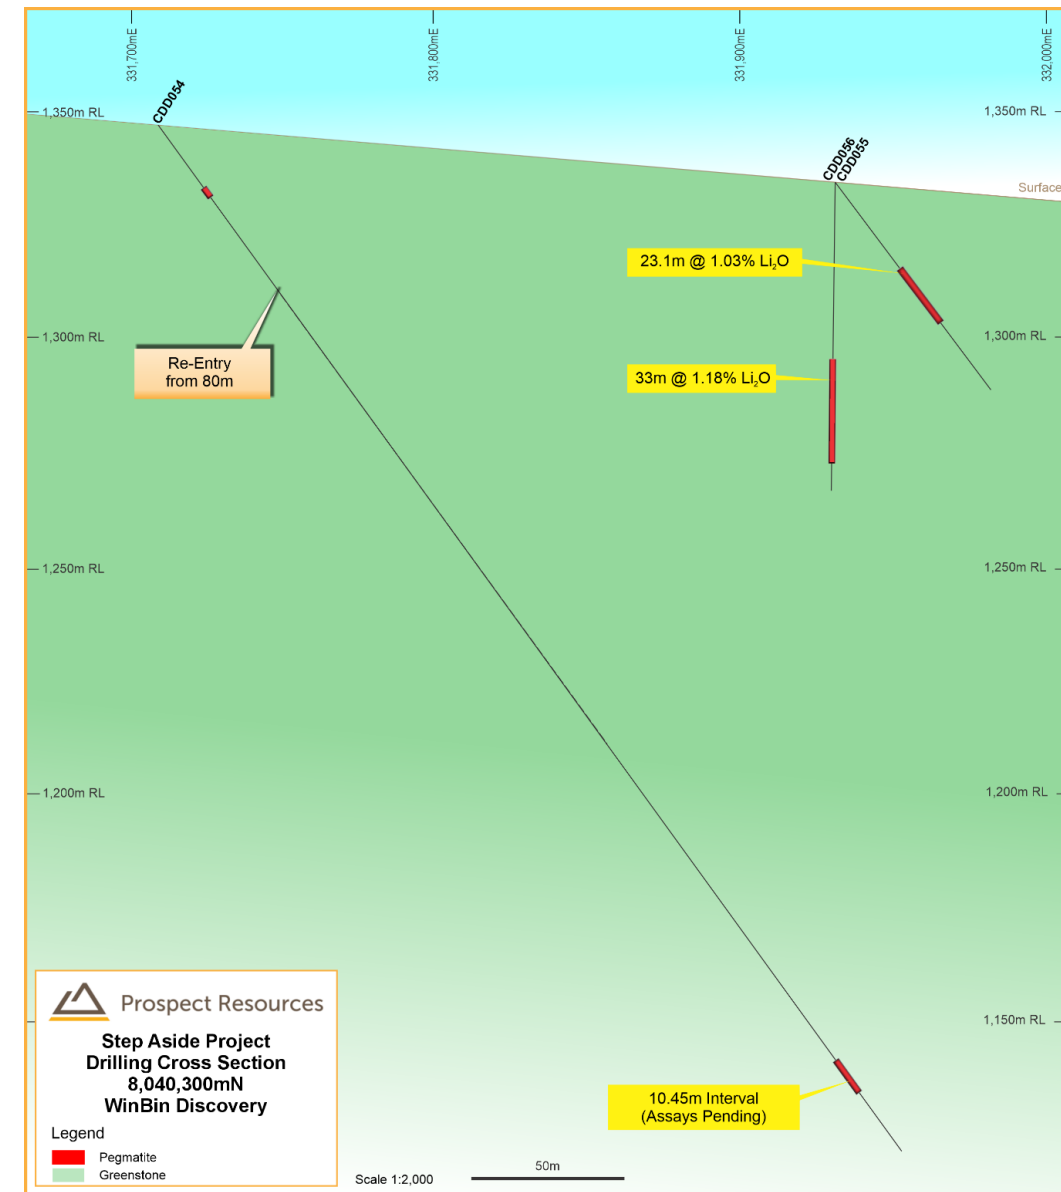 331,700mE
331,800mE
331,900mE
332,000mE
1,350m RL
CDD054
1,350m RL
CDD056
CDD055
Surface
23.1m @ 1.03% Li₂O
1,300m RL
1,300m RL
Re-Entry
from 80m
33m @ 1.18% Li₂O
1,250m RL
1,250m RL
1,200m RL
1,200m RL
1,150m RL
10.45m Interval
(Assays Pending)
Prospect Resources
Step Aside Project
Drilling Cross Section
8,040,300mN
WinBin Discovery
Legend
Pegmatite
Greenstone
Scale 1:2,000
50m